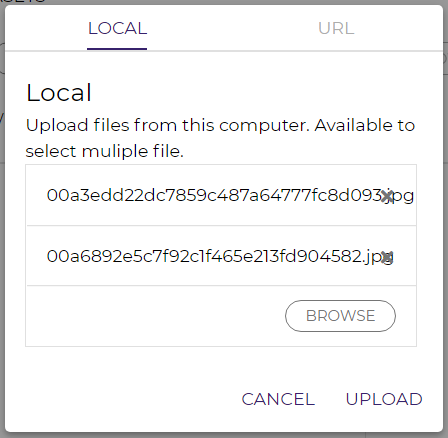 LOCAL
URL
Local
Upload files from this computer. Available to
select muliple file.
00a3edd22dc7859c487a64777fc8d093.jpg
00a6892e5c7f92c1f465e213fd904582.jpg
BROWSE
CANCEL
UPLOAD